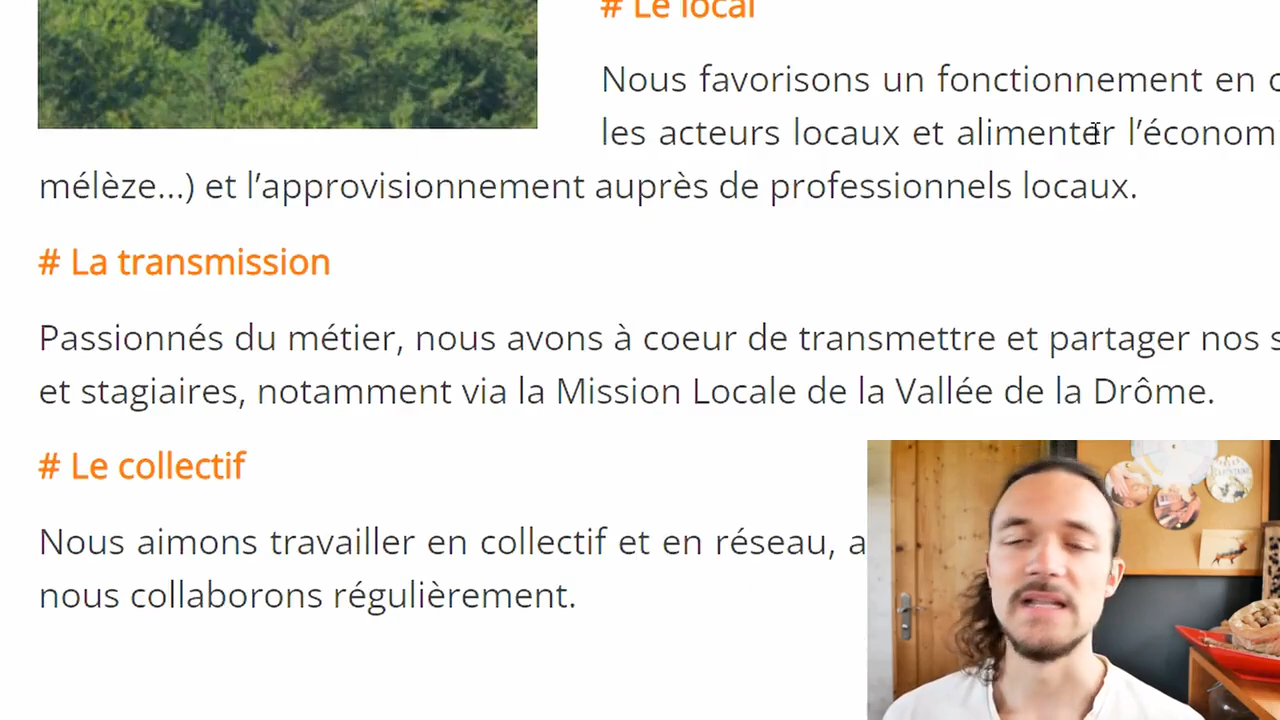 # Le local
Nous favorisons un fonctionnement en
les acteurs locaux et alimenter l’économ
mélèze...) et l’approvisionnement auprès de professionnels locaux.
# La transmission
Passionnés du métier, nous avons à coeur de transmettre et partager nos
et stagiaires, notamment via la Mission Locale de la Vallée de la Drôme.
# Le collectif
Nous aimons travailler en collectif et en réseau,
nous collaborons régulièrement.